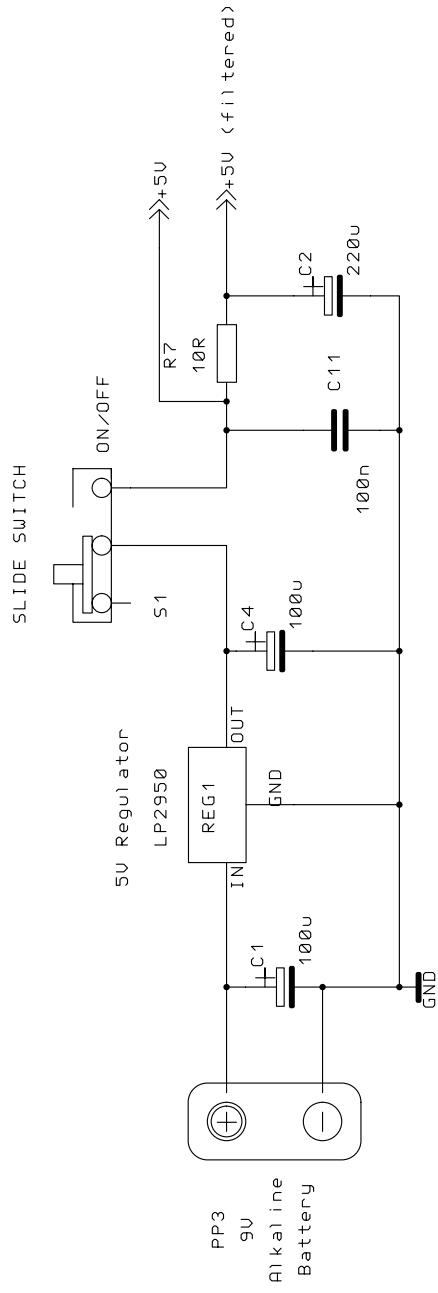 SLIDE SWITCH
ON/OFF
S1
5V Regulator
LP2950
REG1
IN
OUT
GND
PP3
9V
Alkaline
Battery
+
−
+
C1
100u
GND
+
C4
100u
R7
10R
C11
100n
+
C2
220u
+5V
+5V (filtered)